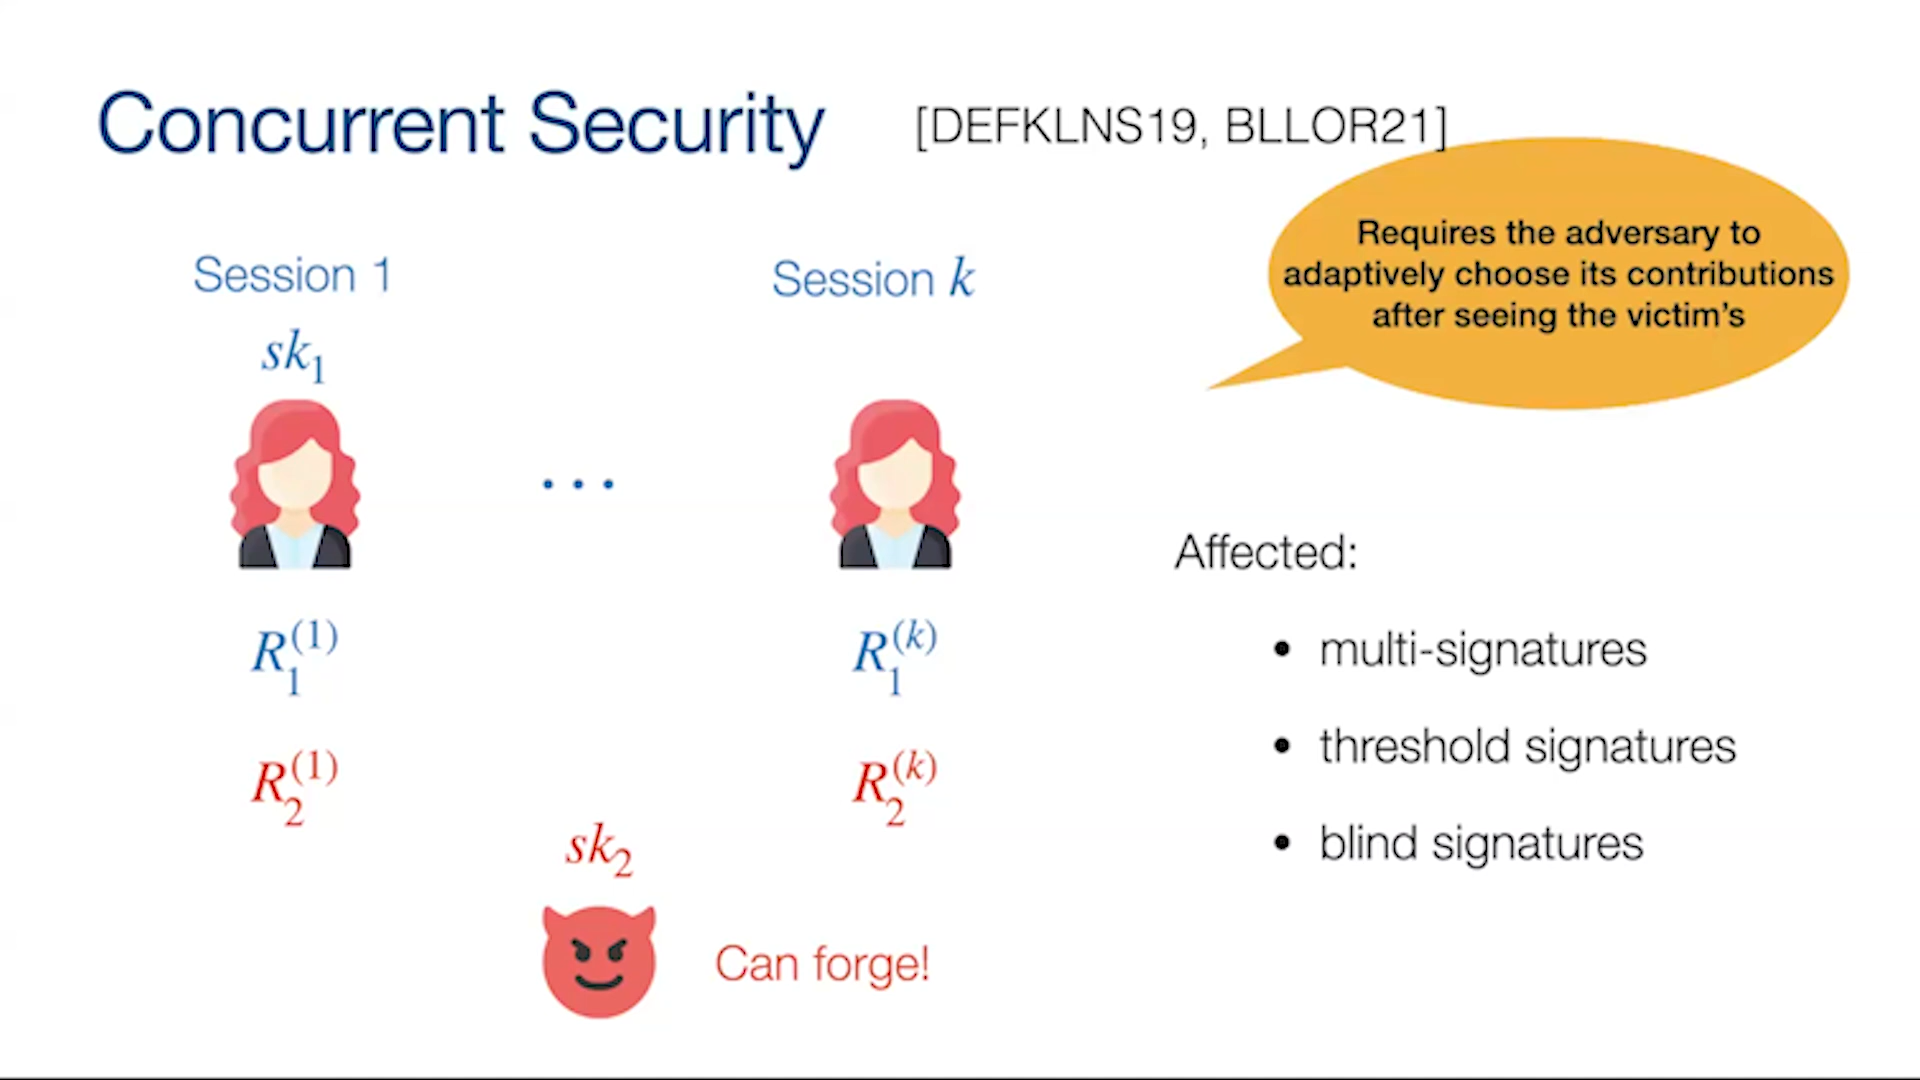 Concurrent Security [DEFKLNS19, BLLOR21]
Requires the adversary to
adaptively choose its contributions
after seeing the victim's
Session 1
Session k
sk₁
...
R₁⁽¹⁾
R₁⁽ᵏ⁾
R₂⁽¹⁾
R₂⁽ᵏ⁾
sk₂
Can forge!
Affected:
• multi-signatures
• threshold signatures
• blind signatures